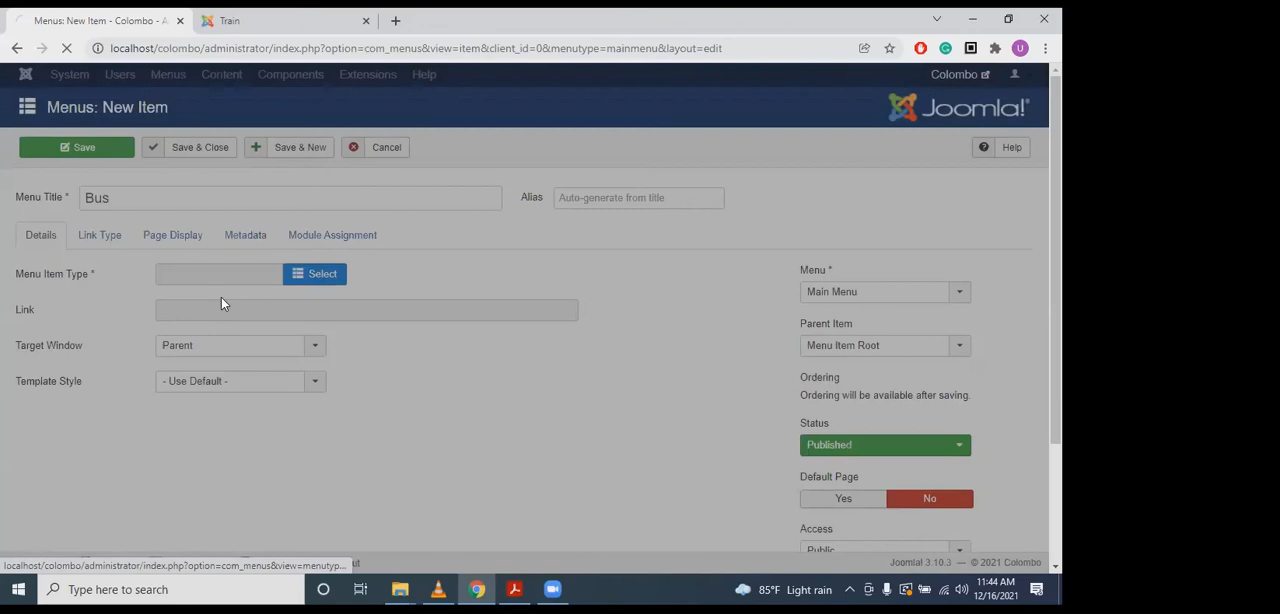 Menus: New Item - Colombo - A
Train
localhost/colombo/administrator/index.php?option=com_menus&view=item&client_id=0&menutype=mainmenu&layout=edit
U
System Users Menus Content Components Extensions Help
Colombo
Menus: New Item
Joomla!®
Save
Save & Close
Save & New
Cancel
Help
Menu Title *
Bus
Alias
Auto-generate from title
Details Link Type Page Display Metadata Module Assignment
Menu Item Type *
Select
Menu *
Main Menu
Link
Parent Item
Menu Item Root
Target Window
Parent
Template Style
- Use Default -
Ordering
Ordering will be available after saving.
Status
Published
Default Page
Yes No
Access
Public
localhost/colombo/administrator/index.php?option=com_menus&view=menutyp...
Joomla! 3.10.3 — © 2021 Colombo
Type here to search
85°F Light rain
11:44 AM
12/16/2021